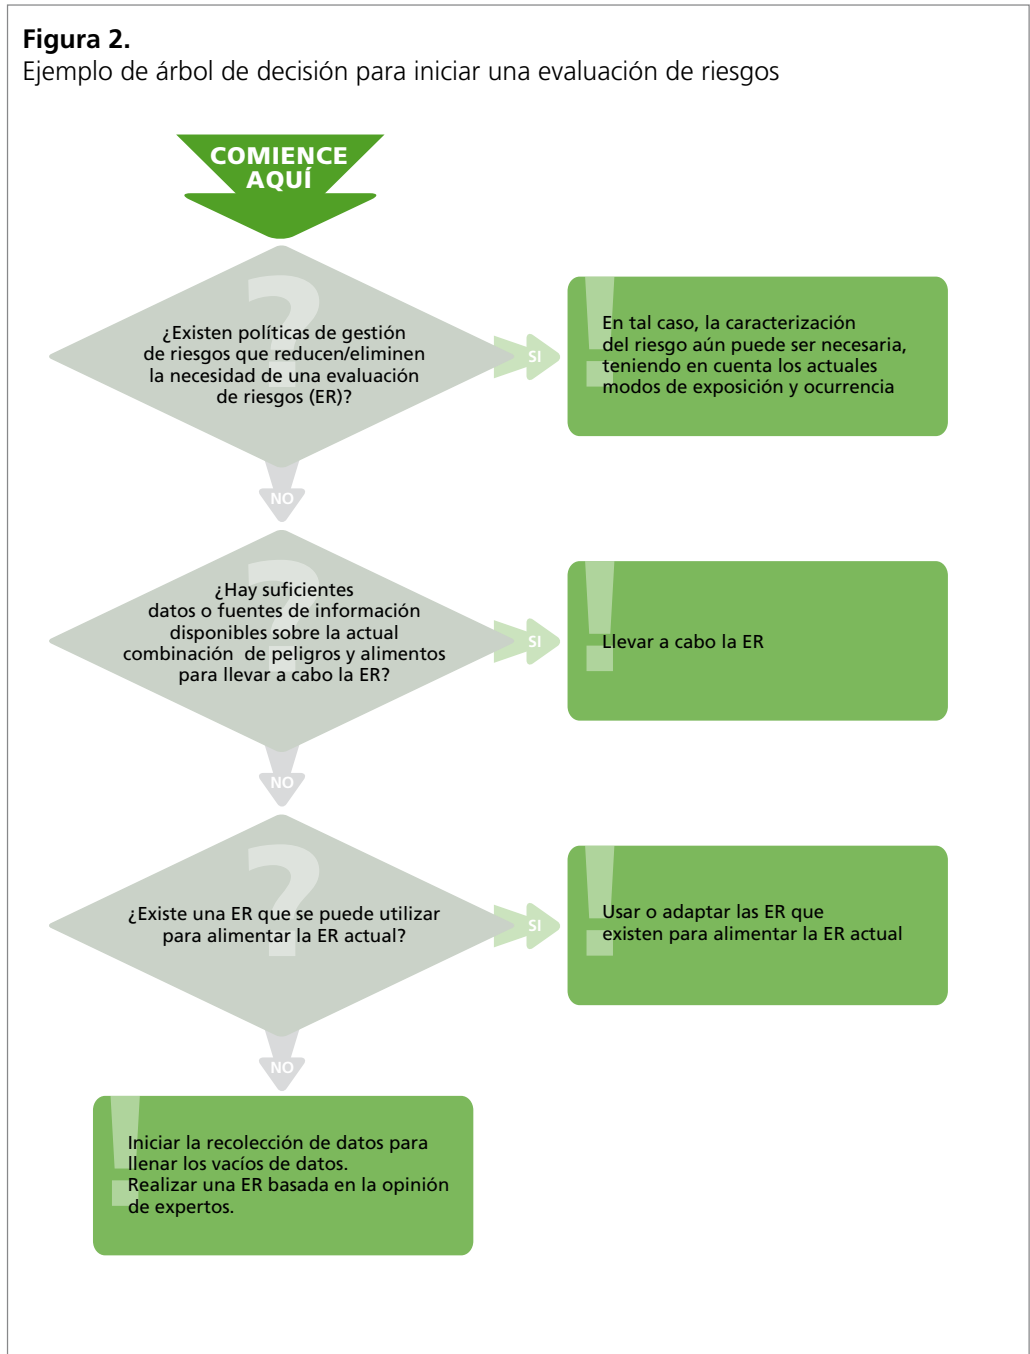 Figura 2.
Ejemplo de árbol de decisión para iniciar una evaluación de riesgos
COMIENCE
AQUÍ
?
¿Existen políticas de gestión
de riesgos que reducen/eliminen
la necesidad de una evaluación
de riesgos (ER)?
SI
!
En tal caso, la caracterización
del riesgo aún puede ser necesaria,
teniendo en cuenta los actuales
modos de exposición y ocurrencia
NO
?
¿Hay suficientes
datos o fuentes de información
disponibles sobre la actual
combinación de peligros y alimentos
para llevar a cabo la ER?
SI
!
Llevar a cabo la ER
NO
?
¿Existe una ER que se puede utilizar
para alimentar la ER actual?
SI
!
Usar o adaptar las ER que
existen para alimentar la ER actual
NO
!
Iniciar la recolección de datos para
llenar los vacíos de datos.
Realizar una ER basada en la opinión
de expertos.